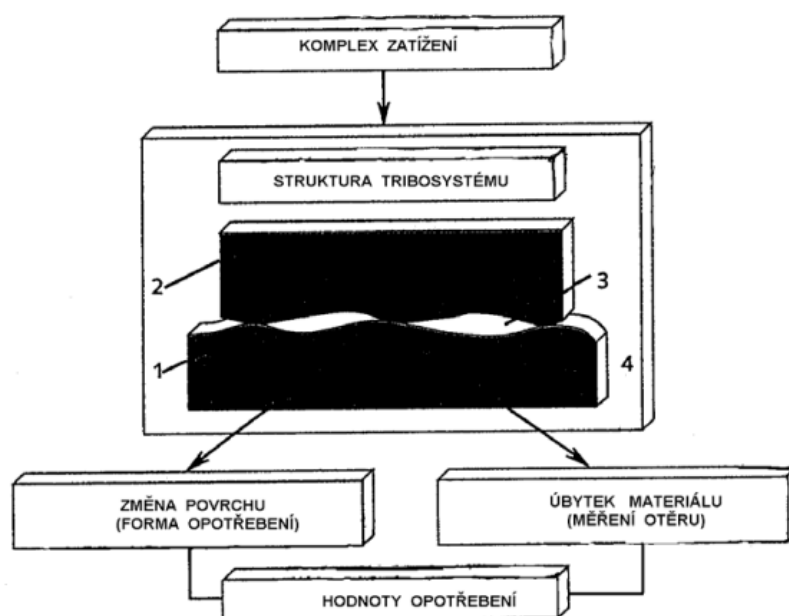 KOMPLEX ZATÍŽENÍ
STRUKTURA TRIBOSYSTÉMU
2
3
1
4
ZMĚNA POVRCHU
(FORMA OPOTŘEBENÍ)
ÚBYTEK MATERIÁLU
(MĚŘENÍ OTĚRU)
HODNOTY OPOTŘEBENÍ